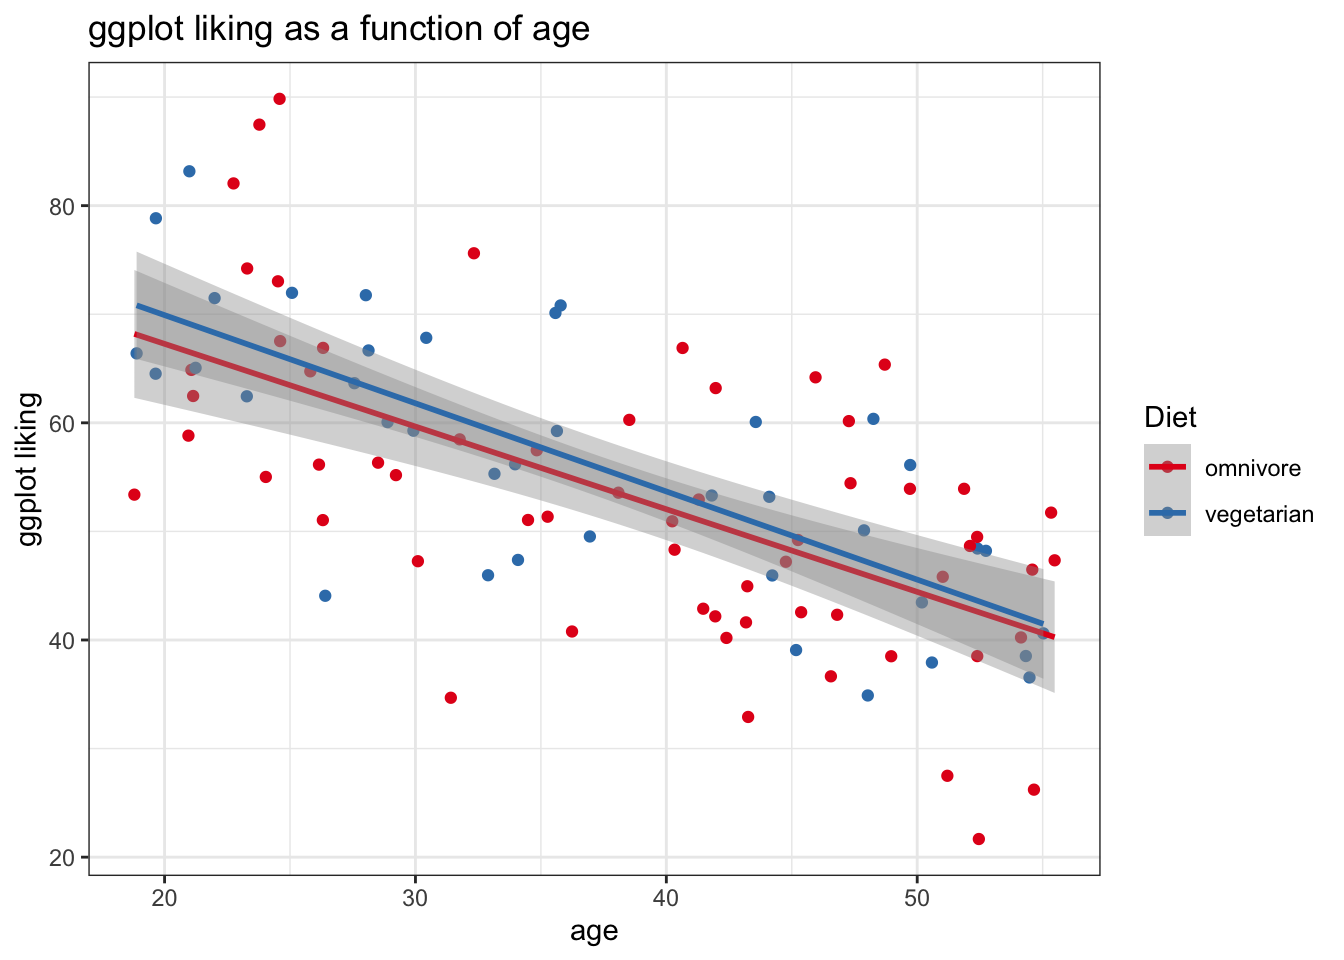 ggplot liking as a function of age
ggplot liking
80
60
40
20
20
30
40
50
age
Diet
omnivore
vegetarian